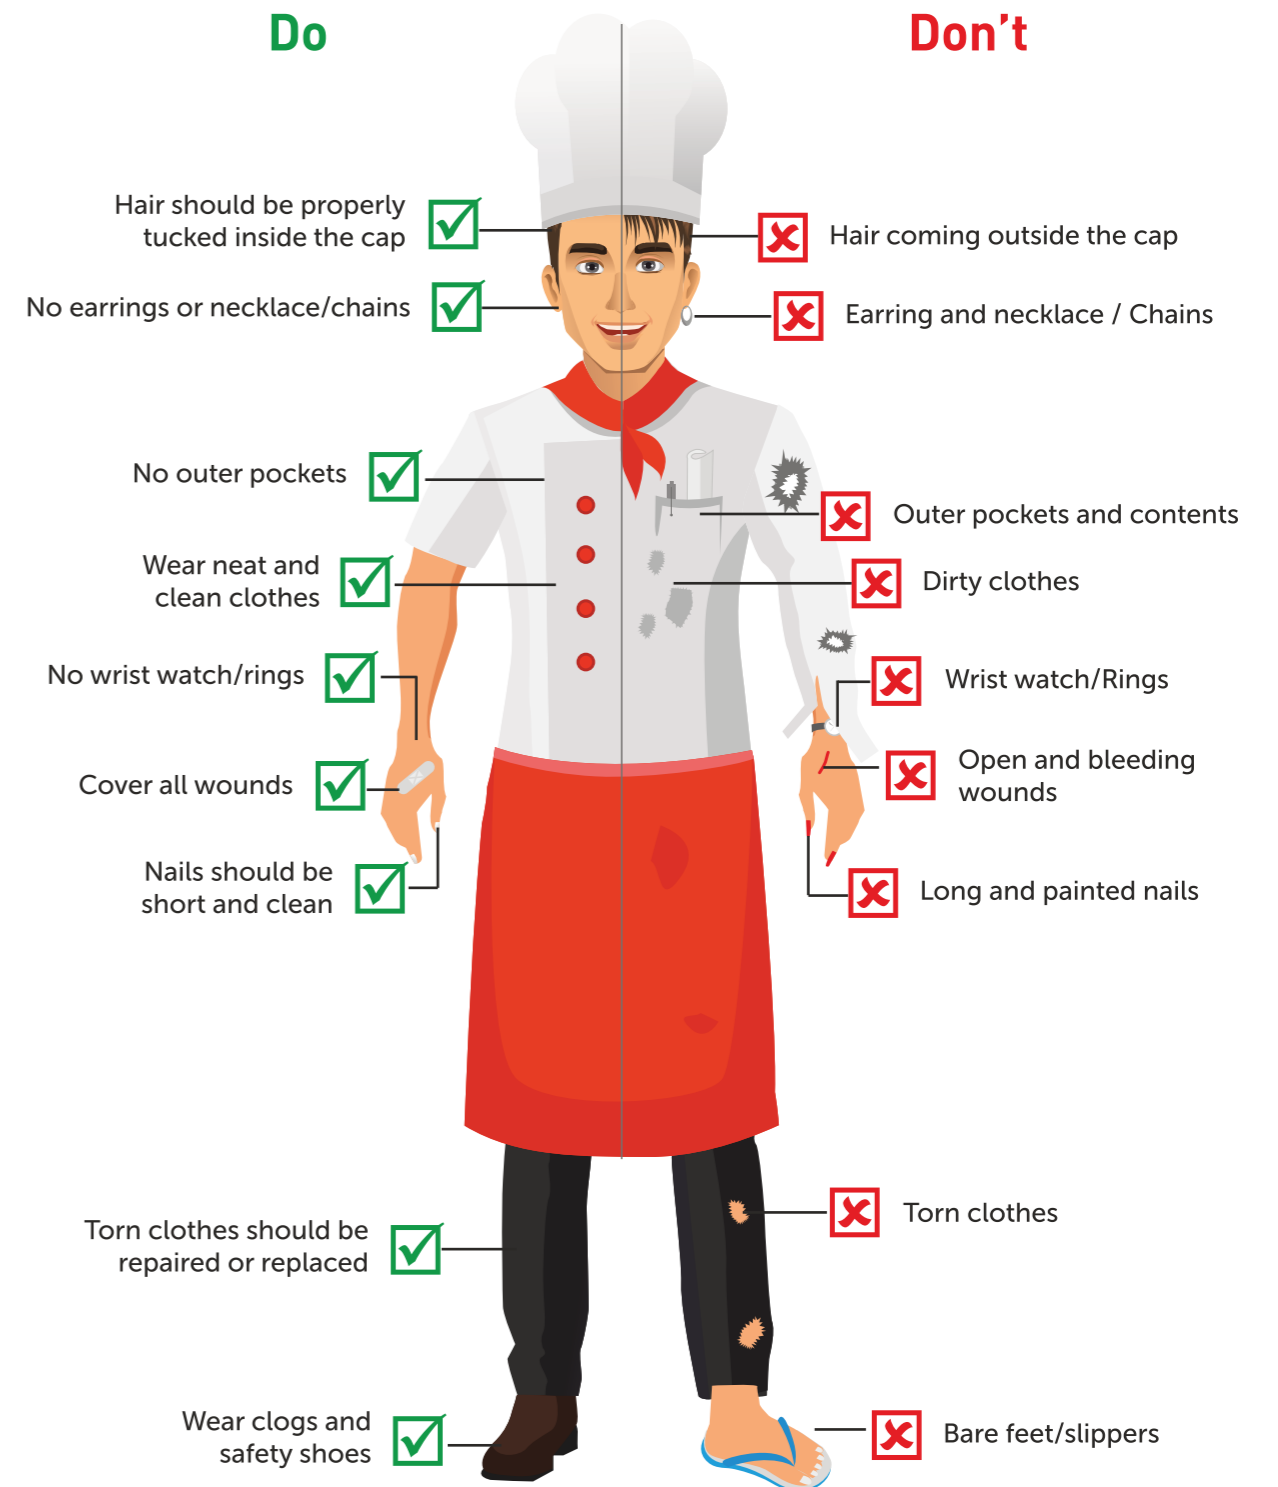 Do
Don't
Hair should be properly
tucked inside the cap
Hair coming outside the cap
No earrings or necklace/chains
Earring and necklace / Chains
No outer pockets
Outer pockets and contents
Wear neat and
clean clothes
Dirty clothes
No wrist watch/rings
Wrist watch/Rings
Cover all wounds
Open and bleeding
wounds
Nails should be
short and clean
Long and painted nails
Torn clothes should be
repaired or replaced
Torn clothes
Wear clogs and
safety shoes
Bare feet/slippers